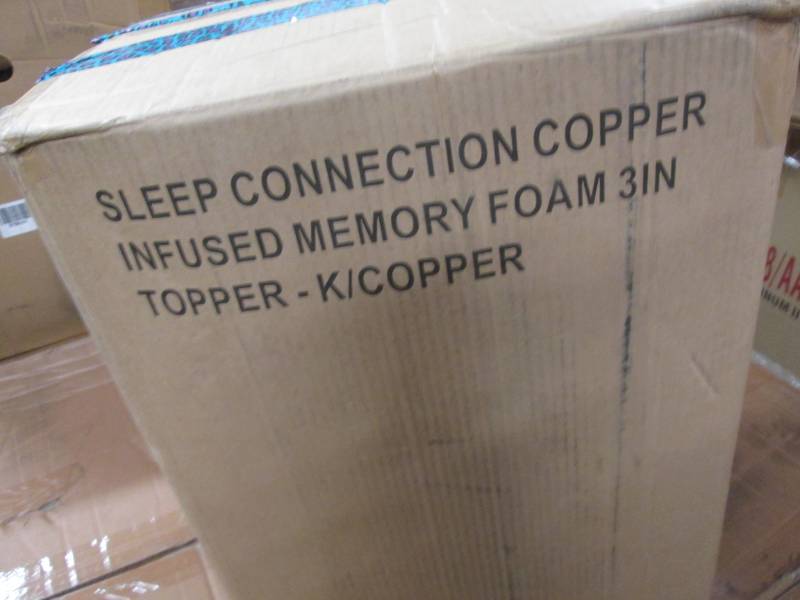 SLEEP CONNECTION COPPER
INFUSED MEMORY FOAM 3IN
TOPPER - K/COPPER